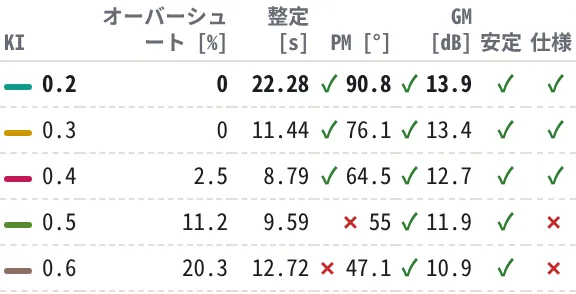 KI オーバーシュート [%] 整定 [s] PM [°] GM [dB] 安定 仕様
0.2 0 22.28 ✓ 90.8 ✓ 13.9 ✓ ✓
0.3 0 11.44 ✓ 76.1 ✓ 13.4 ✓ ✓
0.4 2.5 8.79 ✓ 64.5 ✓ 12.7 ✓ ✓
0.5 11.2 9.59 × 55 ✓ 11.9 ✓ ×
0.6 20.3 12.72 × 47.1 ✓ 10.9 ✓ ×